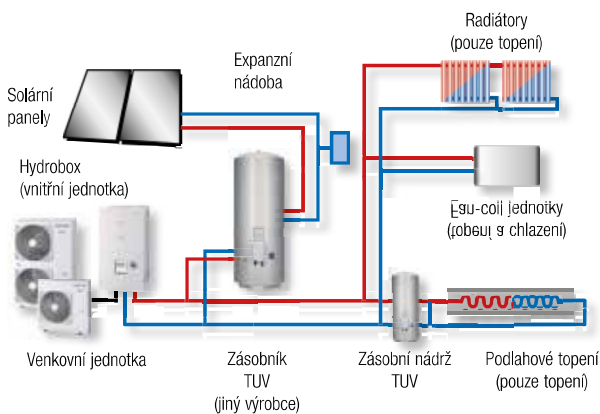 Radiátory
(pouze topení)
Expanzní
nádoba
Solární
panely
Hydrobox
(vnitřní jednotka)
jednotky
chlazení)
Venkovní jednotka
Zásobník
TUV
(jiný výrobce)
Zásobní nádrž
TUV
Podlahové topení
(pouze topení)